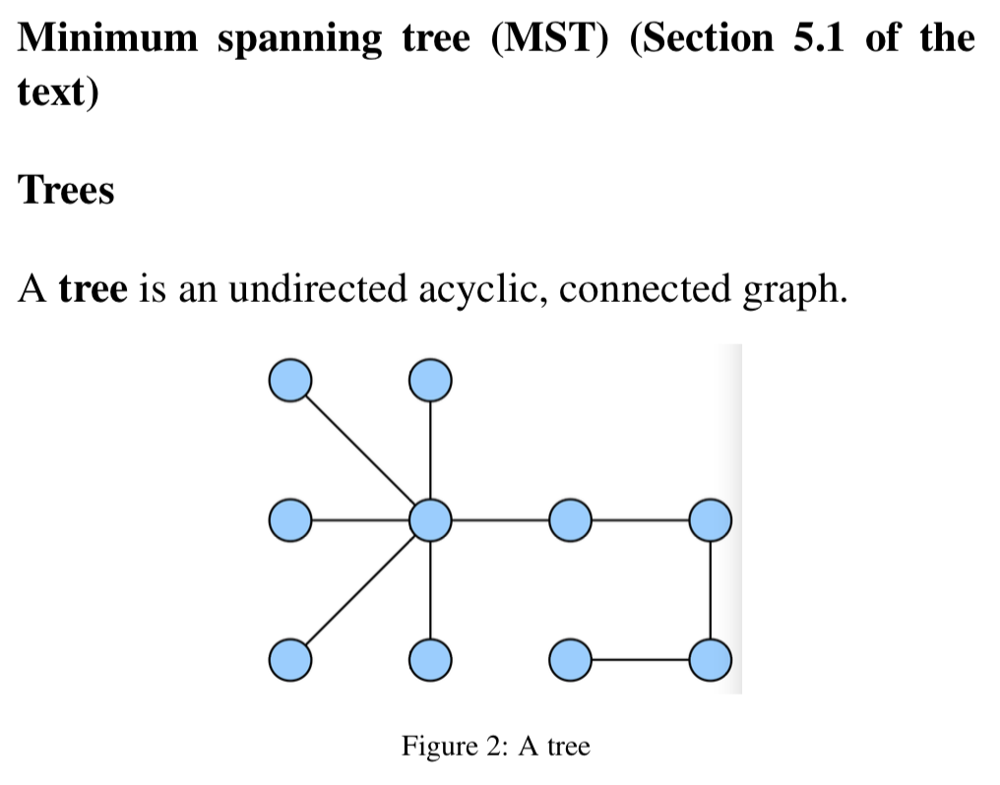 Minimum spanning tree (MST) (Section 5.1 of the
text)
Trees
A tree is an undirected acyclic, connected graph.
Figure 2: A tree